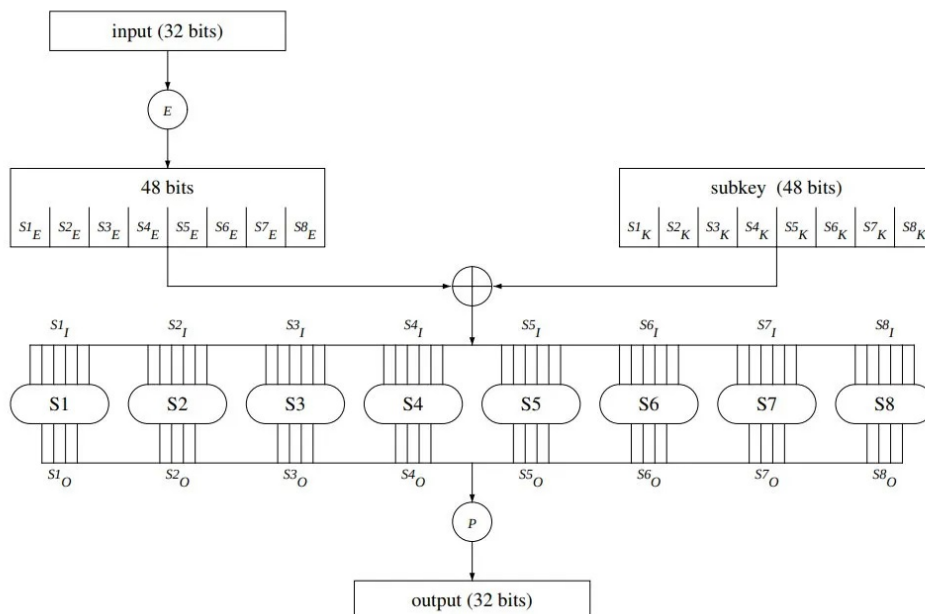 input (32 bits)
E
48 bits
subkey (48 bits)
S1E S2E S3E S4E S5E S6E S7E S8E
S1K S2K S3K S4K S5K S6K S7K S8K
S1I S2I S3I S4I S5I S6I S7I S8I
S1 S2 S3 S4 S5 S6 S7 S8
S1O S2O S3O S4O S5O S6O S7O S8O
P
output (32 bits)